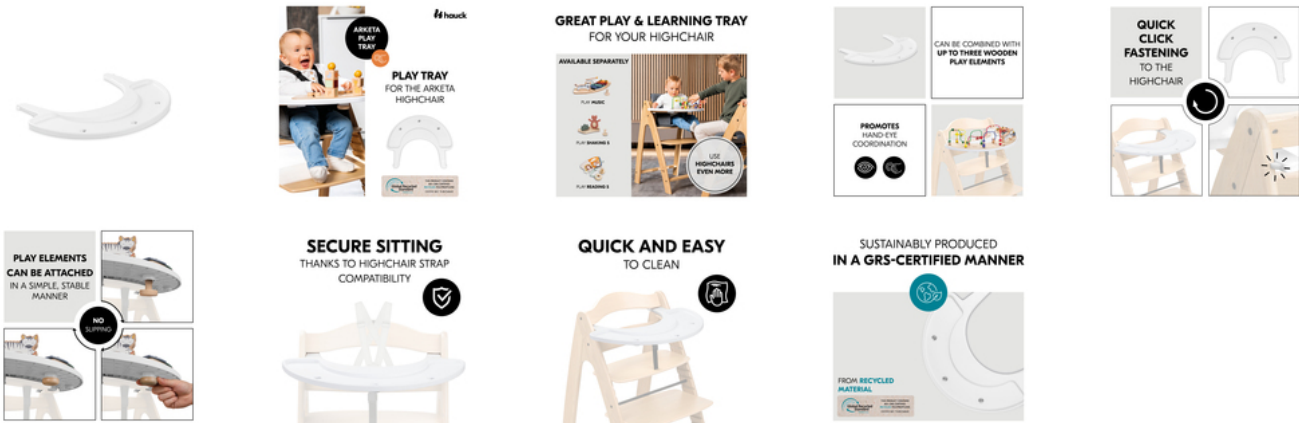 hauck
ARKETA
PLAY
TRAY
PLAY TRAY
FOR THE ARKETA
HIGHCHAIR
GREAT PLAY & LEARNING TRAY
FOR YOUR HIGHCHAIR
AVAILABLE SEPARATELY
PLAY MUSIC
PLAY SHAKING S
PLAY READING S
USE
HIGHCHAIRS
EVEN MORE
CAN BE COMBINED WITH
UP TO THREE WOODEN
PLAY ELEMENTS
PROMOTES
HAND-EYE
COORDINATION
QUICK
CLICK
FASTENING
TO THE
HIGHCHAIR
PLAY ELEMENTS
CAN BE ATTACHED
IN A SIMPLE, STABLE
MANNER
NO
SLIPPING
SECURE SITTING
THANKS TO HIGHCHAIR STRAP
COMPATIBILITY
QUICK AND EASY
TO CLEAN
SUSTAINABLY PRODUCED
IN A GRS-CERTIFIED MANNER
FROM RECYCLED
MATERIAL